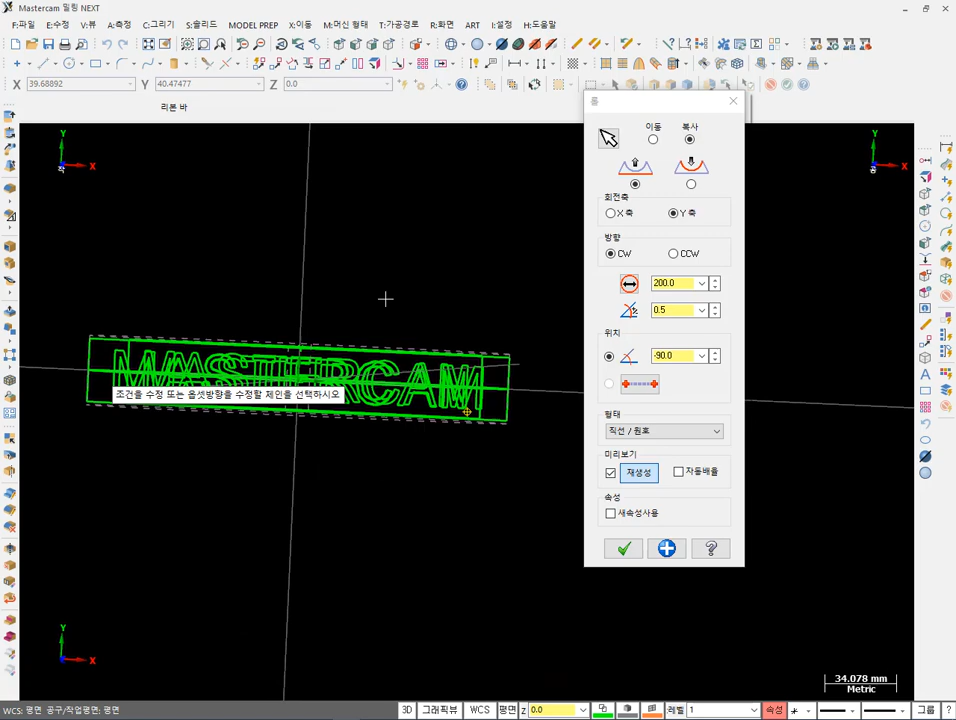 Mastercam 밀링 NEXT
F:파일 E:수정 V:뷰 A:측정 C:그리기 S:솔리드 MODEL PREP X:이동 M:머신 형태 T:가공경로 R:화면 ART I:설정 H:도움말
X 39.68892 Y 40.47477 Z 0.0
리본 바
롤
이동 복사
회전축
X 축 Y 축
방향
CW CCW
200.0
0.5
위치
-90.0
형태
직선 / 원호
미리보기
재생성 자동배율
속성
새속성사용
Y
X
Y
X
MASTERCAM
조건을 수정 또는 옵셋방향을 수정할 체인을 선택하시오
Y
X
34.078 mm
Metric
WCS: 평면 공구/작업평면: 평면
3D 그래픽뷰 WCS 평면 Z 0.0 레벨 1 속성 그룹 ?